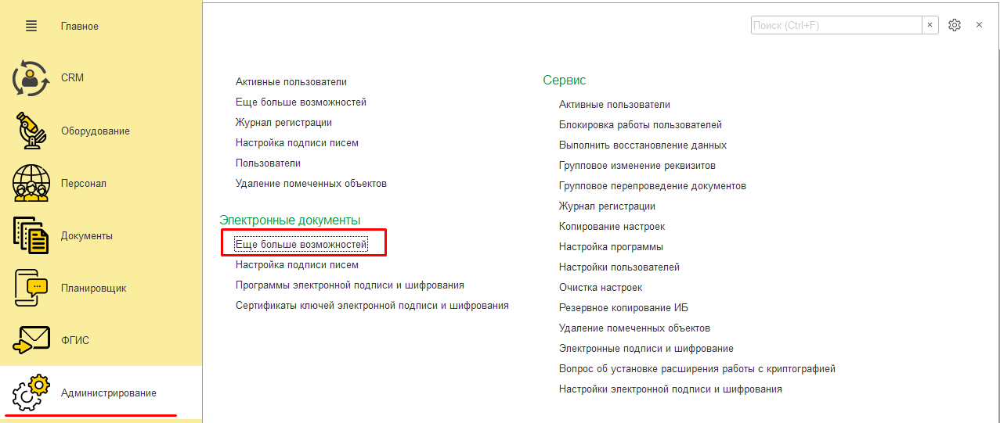 Главное
CRM
Оборудование
Персонал
Документы
Планировщик
ФГИС
Администрирование
Поиск (Ctrl+F)
Активные пользователи
Еще больше возможностей
Журнал регистрации
Настройка подписи писем
Пользователи
Удаление помеченных объектов
Электронные документы
Еще больше возможностей
Настройка подписи писем
Программы электронной подписи и шифрования
Сертификаты ключей электронной подписи и шифрования
Сервис
Активные пользователи
Блокировка работы пользователей
Выполнить восстановление данных
Групповое изменение реквизитов
Групповое перепроведение документов
Журнал регистрации
Копирование настроек
Настройка программы
Настройки пользователей
Очистка настроек
Резервное копирование ИБ
Удаление помеченных объектов
Электронные подписи и шифрование
Вопрос об установке расширения работы с криптографией
Настройки электронной подписи и шифрования